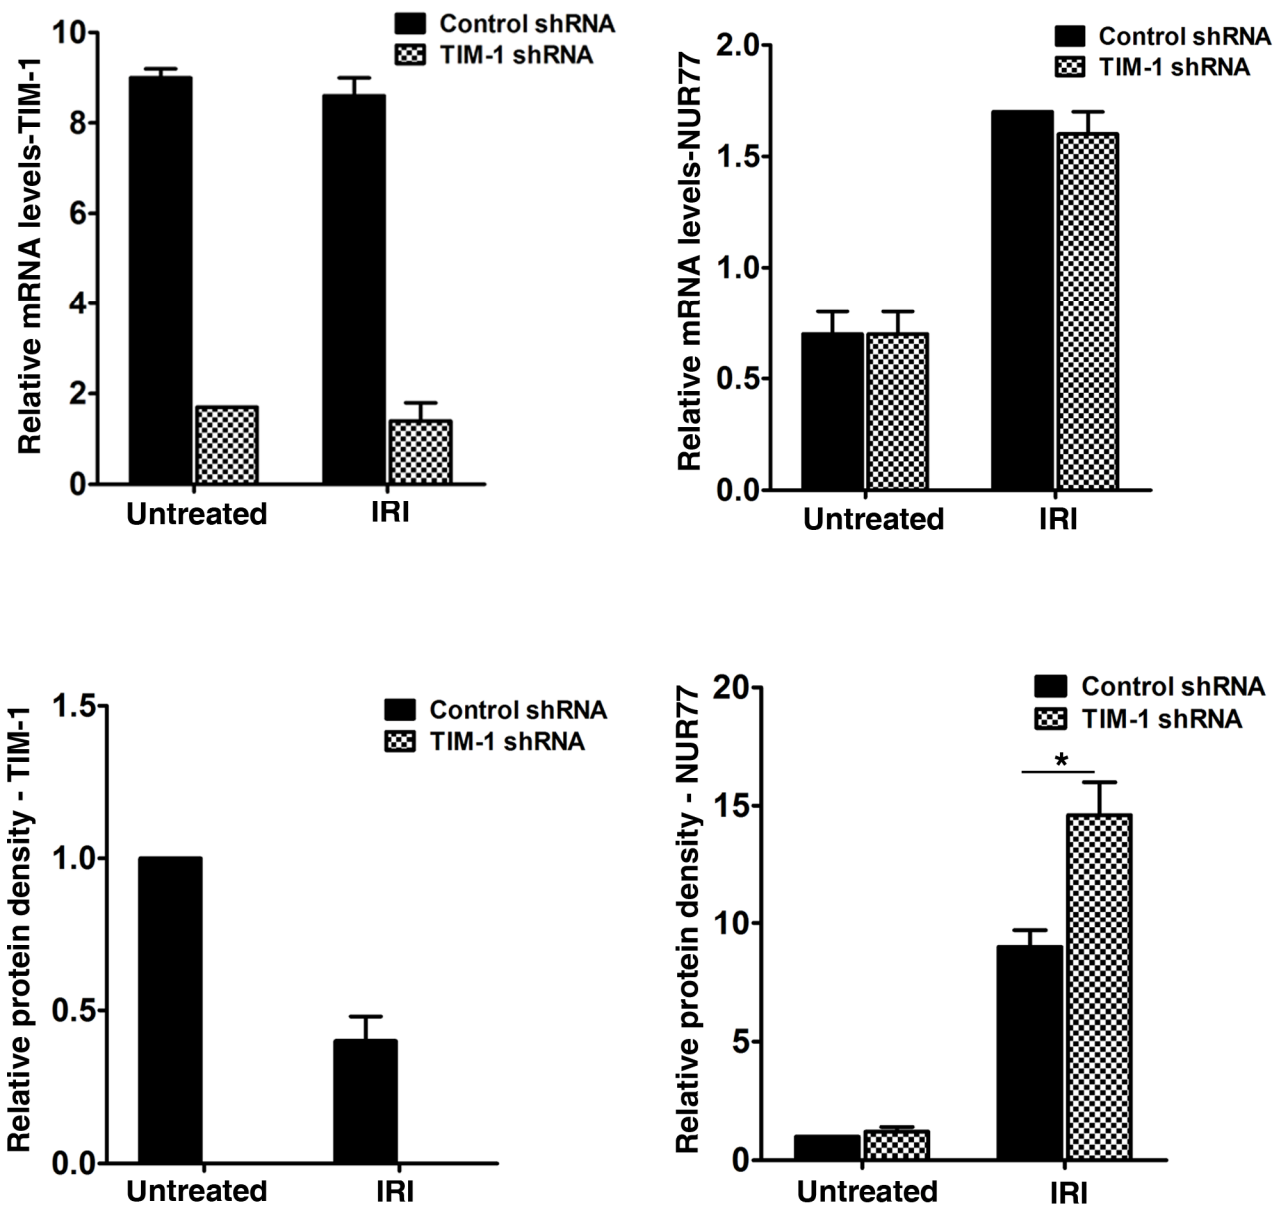 Relative mRNA levels-TIM-1
10
8
6
4
2
0
Control shRNA
TIM-1 shRNA
Untreated
IRI
Relative mRNA levels-NUR77
2.0
1.5
1.0
0.5
0.0
Control shRNA
TIM-1 shRNA
Untreated
IRI
Relative protein density - TIM-1
1.5
1.0
0.5
0.0
Control shRNA
TIM-1 shRNA
Untreated
IRI
Relative protein density - NUR77
20
15
10
5
0
Control shRNA
TIM-1 shRNA
*
Untreated
IRI